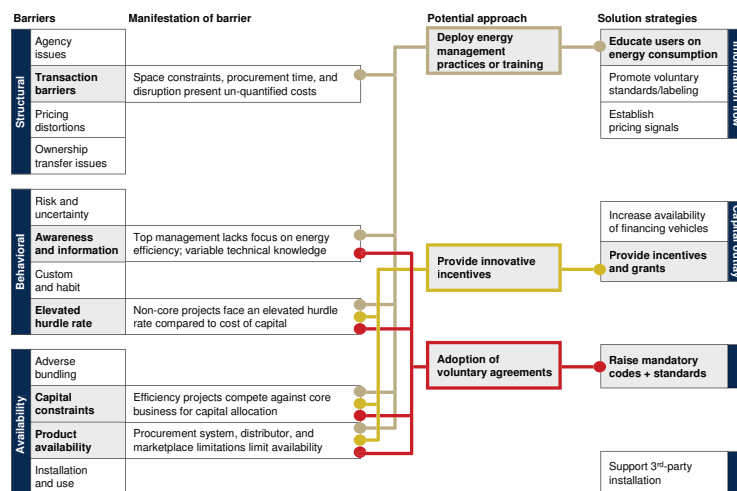 Barriers
Manifestation of barrier
Potential approach
Solution strategies
Structural
Agency
issues
Transaction
barriers
Space constraints, procurement time, and
disruption present un-quantified costs
Pricing
distortions
Ownership
transfer issues
Deploy energy
management
practices or training
Educate users on
energy consumption
Promote voluntary
standards/labeling
Establish
pricing signals
Behavioral
Risk and
uncertainty
Awareness
and information
Top management lacks focus on energy
efficiency; variable technical knowledge
Custom
and habit
Elevated
hurdle rate
Non-core projects face an elevated hurdle
rate compared to cost of capital
Provide innovative
incentives
Increase availability
of financing vehicles
Provide incentives
and grants
Availability
Adverse
bundling
Capital
constraints
Efficiency projects compete against core
business for capital allocation
Product
availability
Procurement system, distributor, and
marketplace limitations limit availability
Installation
and use
Adoption of
voluntary agreements
Raise mandatory
codes + standards
Support 3rd-party
installation